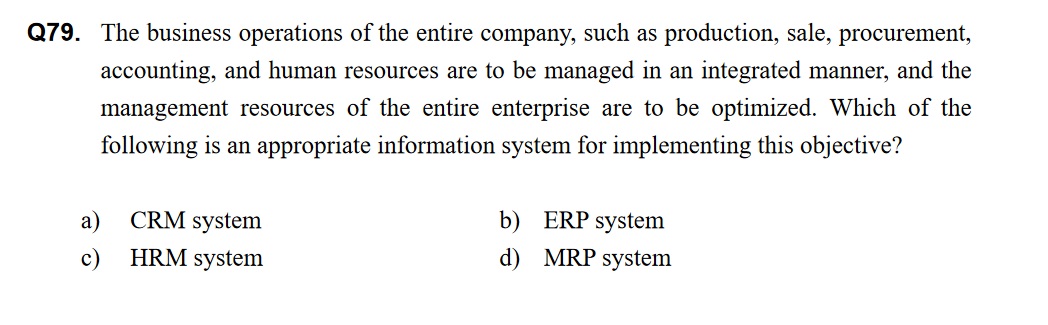 Q79. The business operations of the entire company, such as production, sale, procurement,
accounting, and human resources are to be managed in an integrated manner, and the
management resources of the entire enterprise are to be optimized. Which of the
following is an appropriate information system for implementing this objective?
a) CRM system b) ERP system
c) HRM system d) MRP system